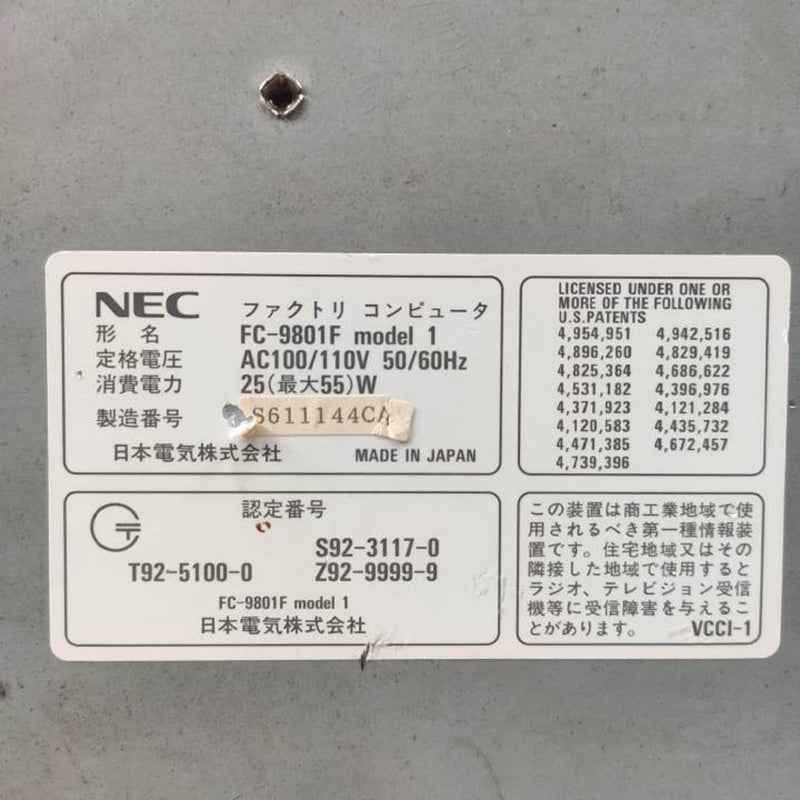 NEC ファクトリ コンピュータ
形 名 FC-9801F model 1
定格電圧 AC100/110V 50/60Hz
消費電力 25(最大55)W
製造番号 S611144CA
日本電気株式会社 MADE IN JAPAN
LICENSED UNDER ONE OR
MORE OF THE FOLLOWING
U.S.PATENTS
4,954,951 4,942,516
4,896,260 4,829,419
4,825,364 4,686,622
4,531,182 4,396,976
4,371,923 4,121,284
4,120,583 4,435,732
4,471,385 4,672,457
4,739,396
認定番号
S92-3117-0
T92-5100-0 Z92-9999-9
FC-9801F model 1
日本電気株式会社
この装置は商工業地域で使
用されるべき第一種情報装
置です。住宅地域又はその
隣接した地域で使用すると
ラジオ、テレビジョン受信
機等に受信障害を与えるこ
とがあります。 VCCI-1